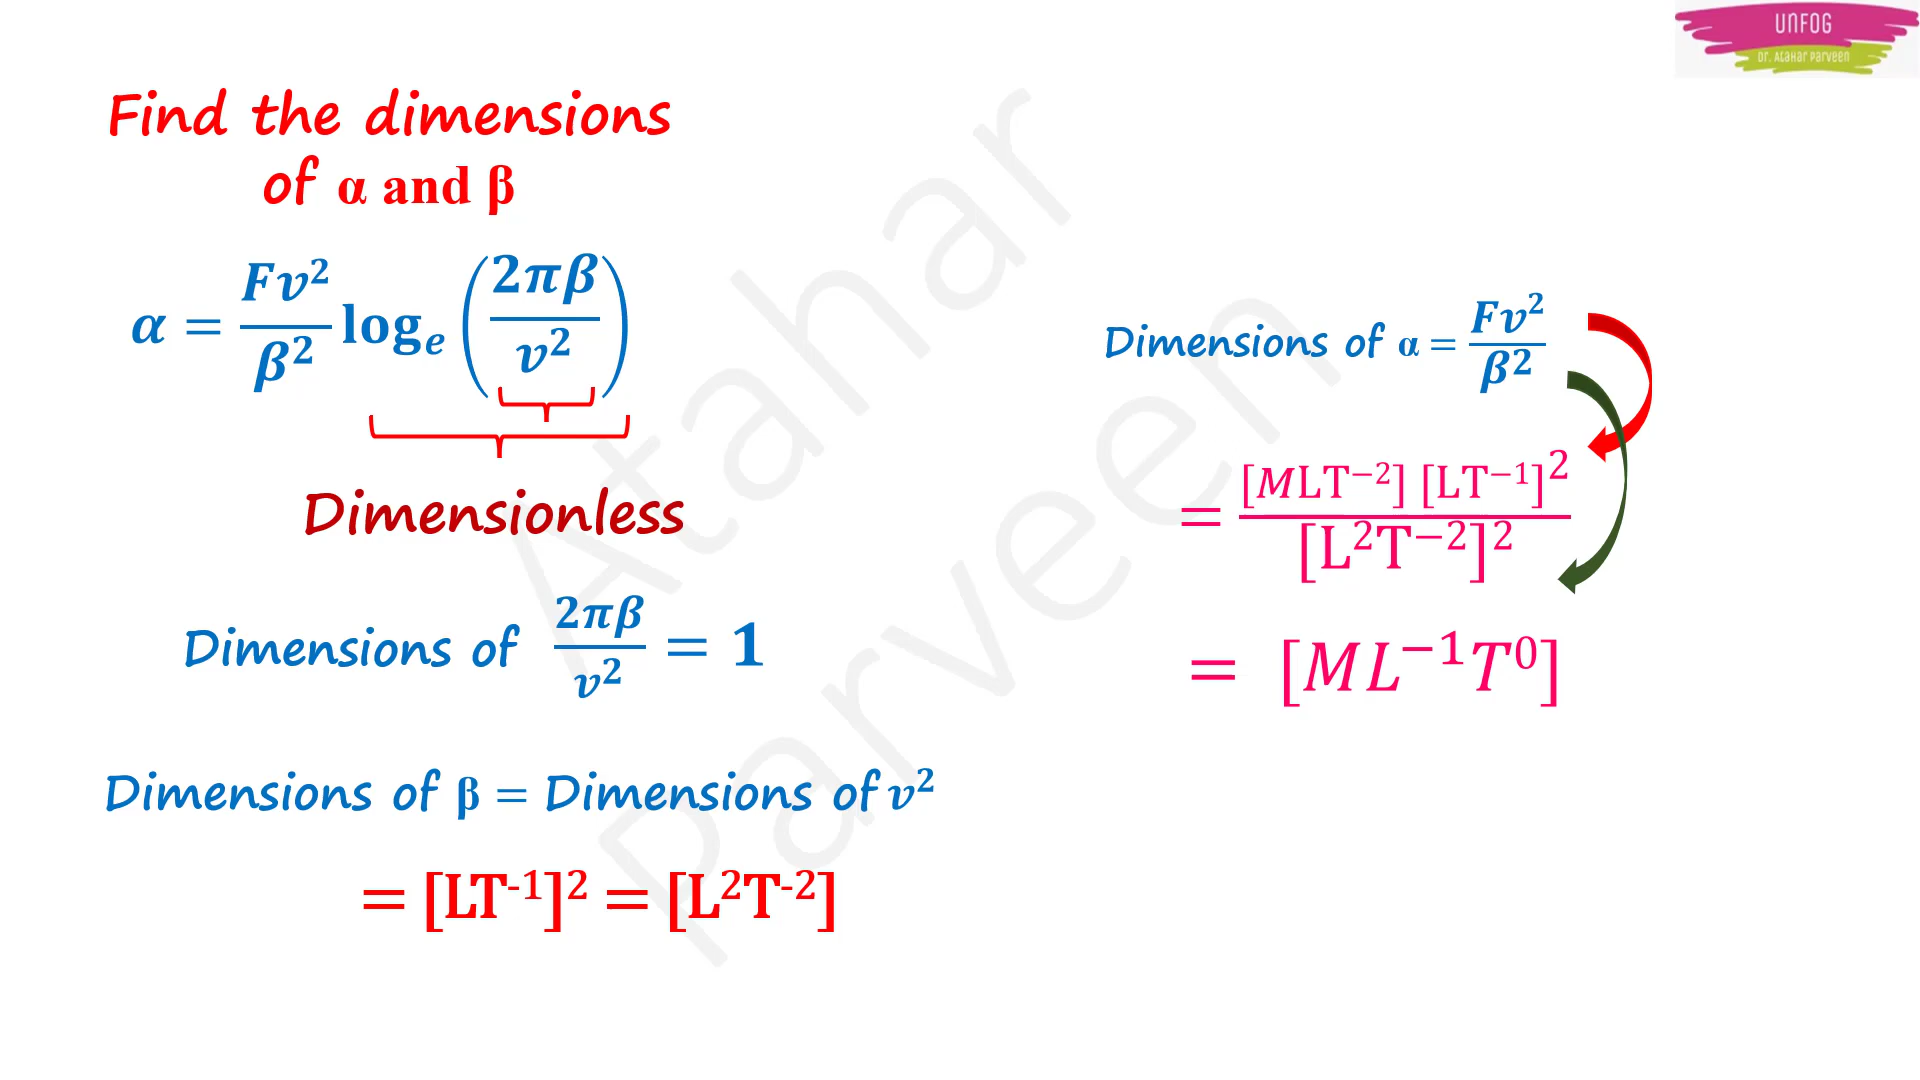 UNFOG
Dr. Atahar Parveen
Find the dimensions
of α and β
α = Fv²/β² logₑ (2πβ/v²)
Dimensionless
Dimensions of 2πβ/v² = 1
Dimensions of β = Dimensions of v²
= [LT⁻¹]² = [L²T⁻²]
Dimensions of α = Fv²/β²
= [MLT⁻²] [LT⁻¹]²/[L²T⁻²]²
= [ML⁻¹T⁰]
Atahar
Parveen